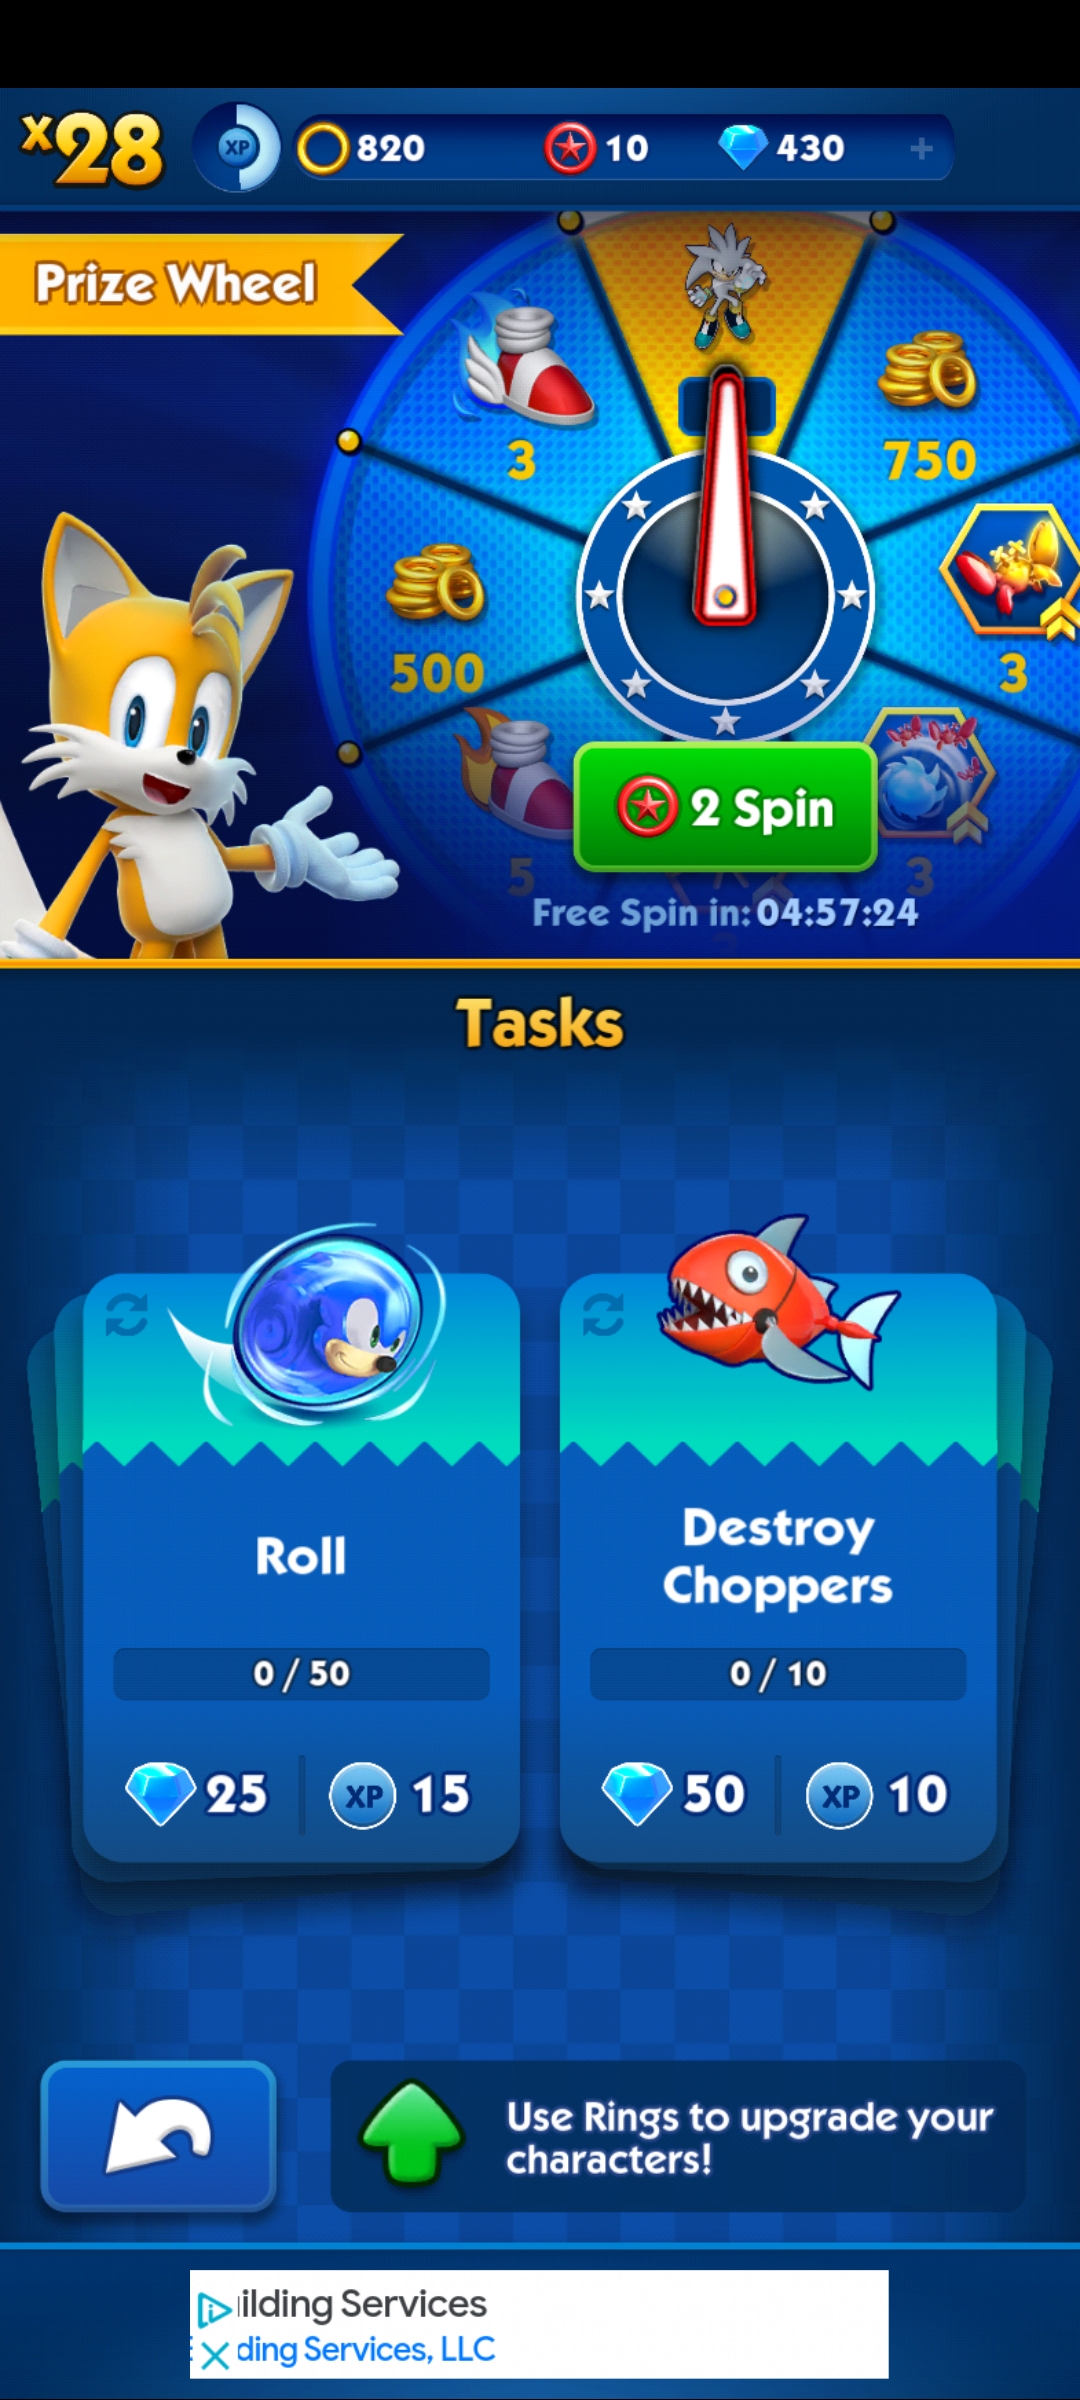 x28
XP
820
10
430
+
Prize Wheel
3
750
500
3
5
3
2 Spin
Free Spin in: 04:57:24
Tasks
Roll
0 / 50
25
XP
15
Destroy
Choppers
0 / 10
50
XP
10
Use Rings to upgrade your
characters!
ilding Services
ding Services, LLC